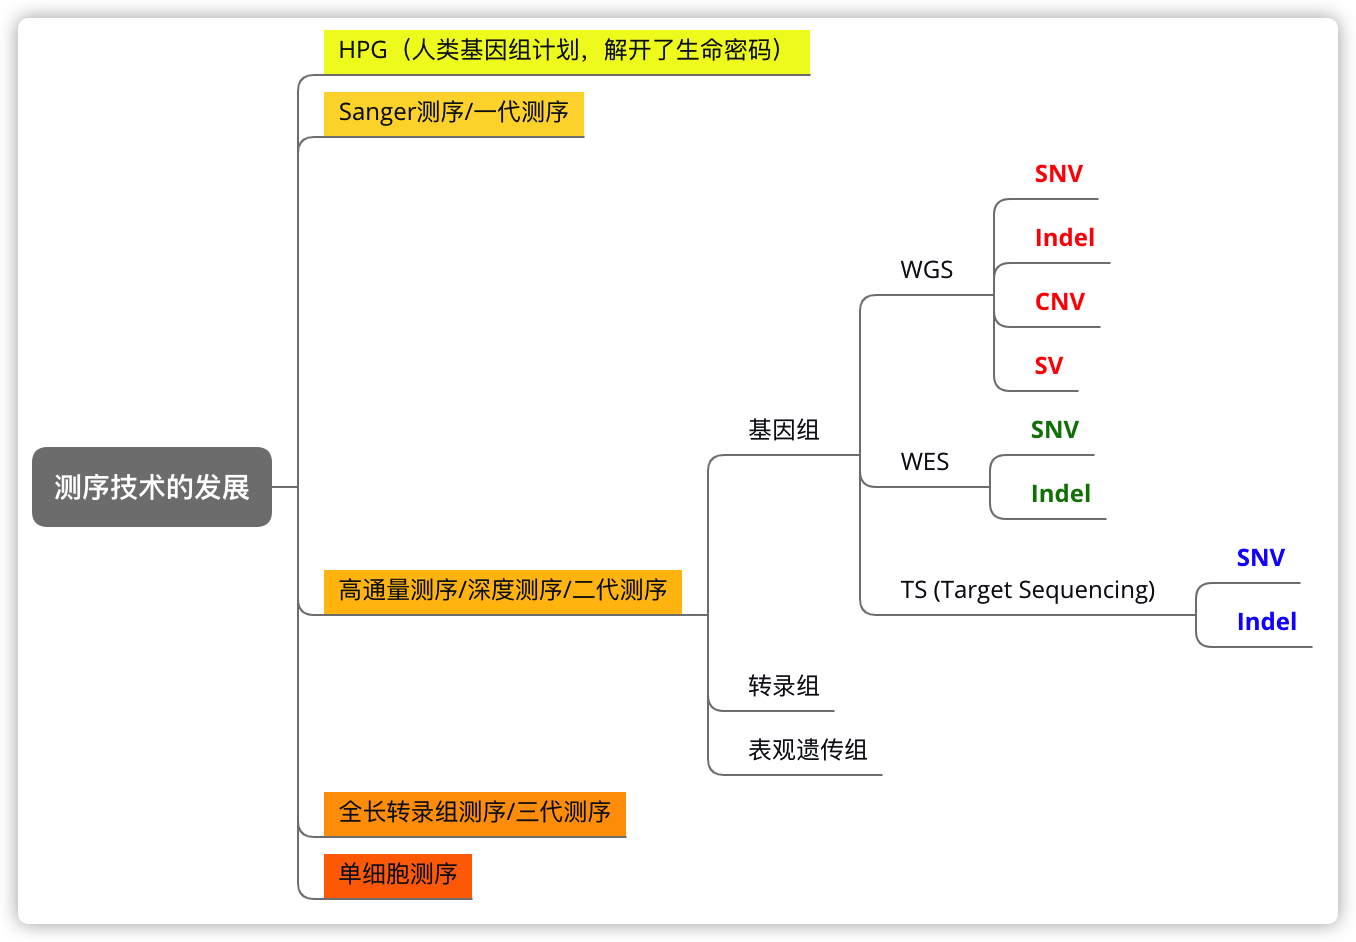 HPG（人类基因组计划，解开了生命密码）
Sanger测序/一代测序
SNV
Indel
WGS
CNV
SV
基因组
SNV
WES
Indel
测序技术的发展
SNV
高通量测序/深度测序/二代测序
TS (Target Sequencing)
Indel
转录组
表观遗传组
全长转录组测序/三代测序
单细胞测序